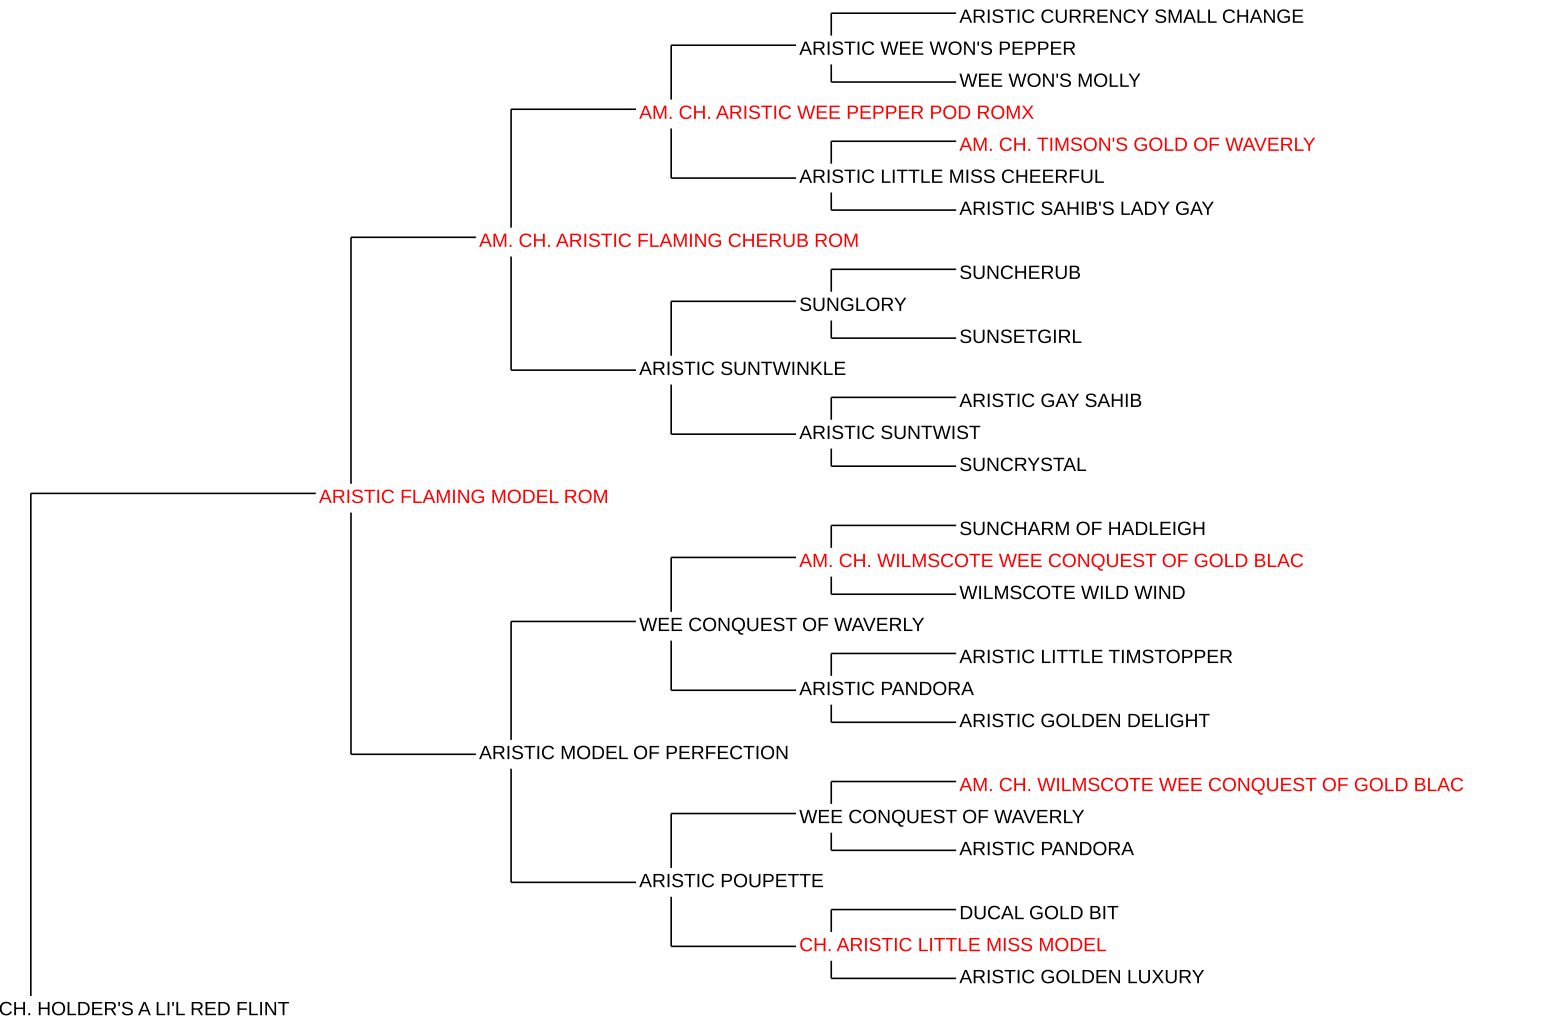 ARISTIC CURRENCY SMALL CHANGE
ARISTIC WEE WON'S PEPPER
WEE WON'S MOLLY
AM. CH. ARISTIC WEE PEPPER POD ROMX
AM. CH. TIMSON'S GOLD OF WAVERLY
ARISTIC LITTLE MISS CHEERFUL
ARISTIC SAHIB'S LADY GAY
AM. CH. ARISTIC FLAMING CHERUB ROM
SUNCHERUB
SUNGLORY
SUNSETGIRL
ARISTIC SUNTWINKLE
ARISTIC GAY SAHIB
ARISTIC SUNTWIST
SUNCRYSTAL
ARISTIC FLAMING MODEL ROM
SUNCHARM OF HADLEIGH
AM. CH. WILMSCOTE WEE CONQUEST OF GOLD BLAC
WILMSCOTE WILD WIND
WEE CONQUEST OF WAVERLY
ARISTIC LITTLE TIMSTOPPER
ARISTIC PANDORA
ARISTIC GOLDEN DELIGHT
ARISTIC MODEL OF PERFECTION
AM. CH. WILMSCOTE WEE CONQUEST OF GOLD BLAC
WEE CONQUEST OF WAVERLY
ARISTIC PANDORA
ARISTIC POUPETTE
DUCAL GOLD BIT
CH. ARISTIC LITTLE MISS MODEL
ARISTIC GOLDEN LUXURY
CH. HOLDER'S A LI'L RED FLINT